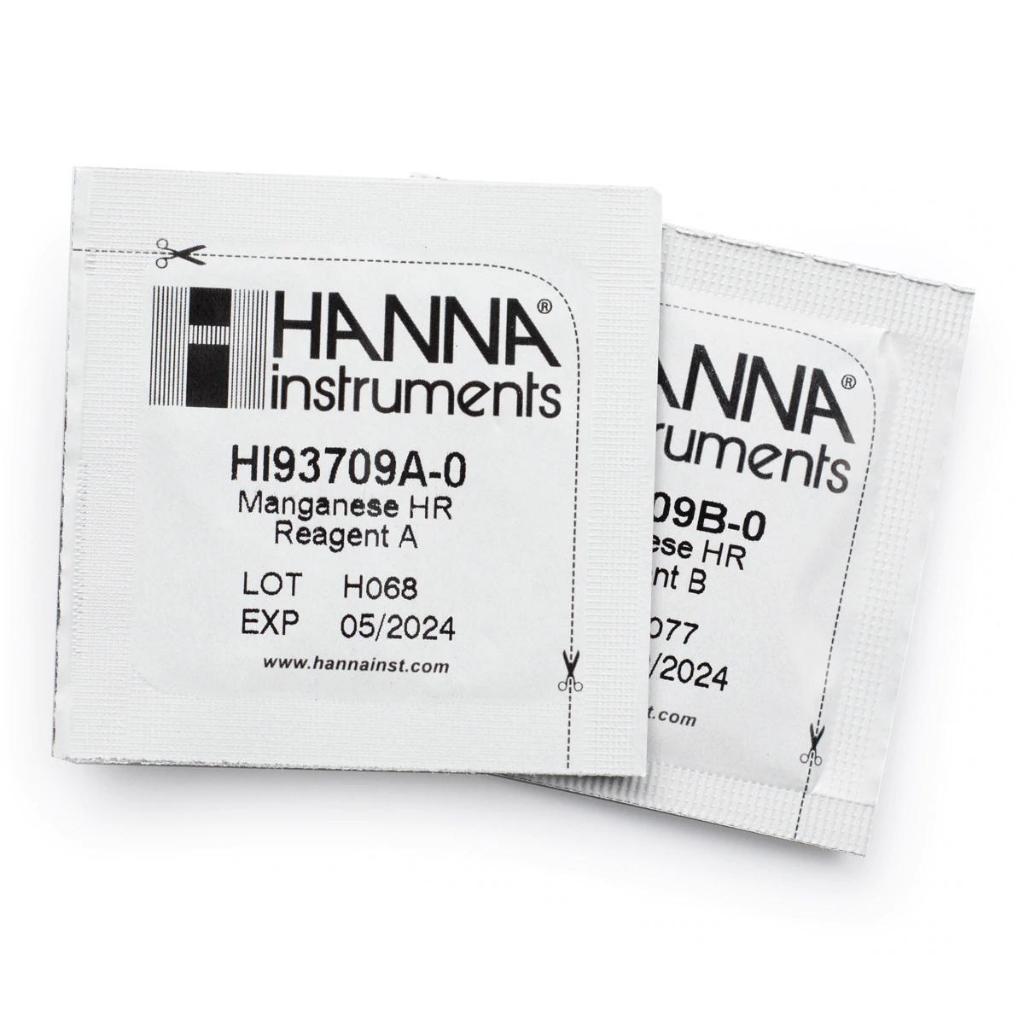 HANNA®
instruments
HI93709A-0
Manganese HR
Reagent A
LOT H068
EXP 05/2024
www.hannainst.com
ANNA®
ruments
09B-0
ese HR
nt B
077
/2024
t.com